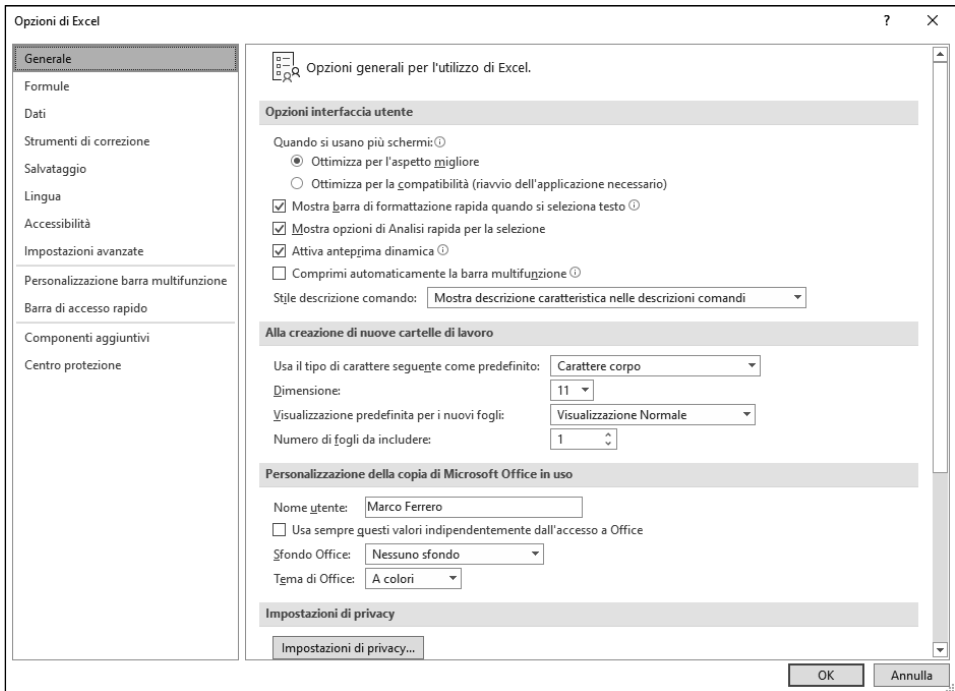 Opzioni di Excel
?
Generale
Formule
Dati
Strumenti di correzione
Salvataggio
Lingua
Accessibilità
Impostazioni avanzate
Personalizzazione barra multifunzione
Barra di accesso rapido
Componenti aggiuntivi
Centro protezione
Opzioni generali per l'utilizzo di Excel.
Opzioni interfaccia utente
Quando si usano più schermi:
Ottimizza per l'aspetto migliore
Ottimizza per la compatibilità (riavvio dell'applicazione necessario)
Mostra barra di formattazione rapida quando si seleziona testo
Mostra opzioni di Analisi rapida per la selezione
Attiva anteprima dinamica
Comprimi automaticamente la barra multifunzione
Stile descrizione comando: Mostra descrizione caratteristica nelle descrizioni comandi
Alla creazione di nuove cartelle di lavoro
Usa il tipo di carattere seguente come predefinito: Carattere corpo
Dimensione: 11
Visualizzazione predefinita per i nuovi fogli: Visualizzazione Normale
Numero di fogli da includere: 1
Personalizzazione della copia di Microsoft Office in uso
Nome utente: Marco Ferrero
Usa sempre questi valori indipendentemente dall'accesso a Office
Sfondo Office: Nessuno sfondo
Tema di Office: A colori
Impostazioni di privacy
Impostazioni di privacy...
OK Annulla